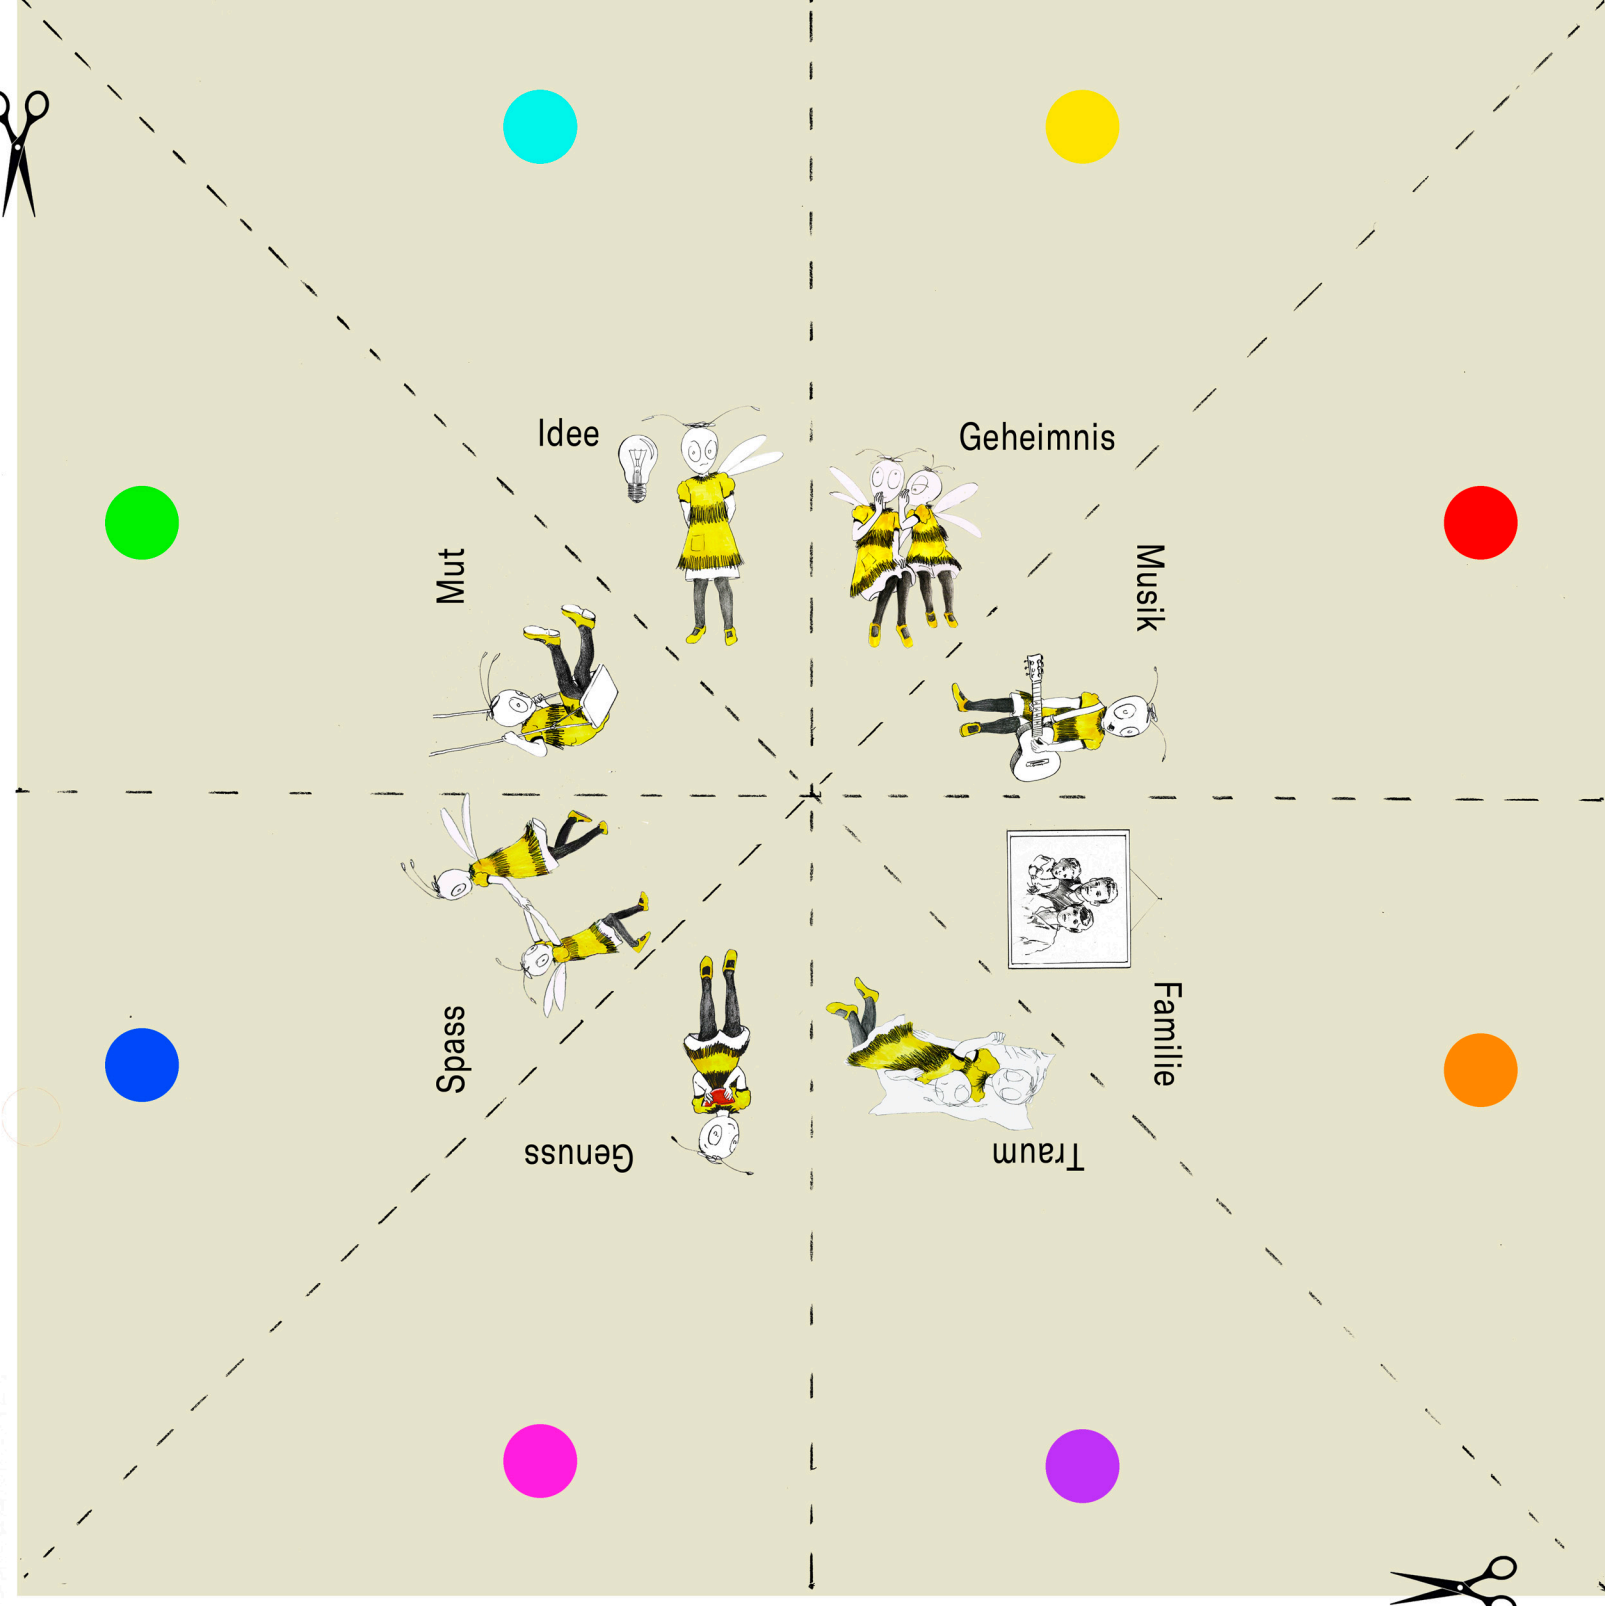 Idee
Geheimnis
Mut
Musik
Spass
Familie
Genuss
Traum